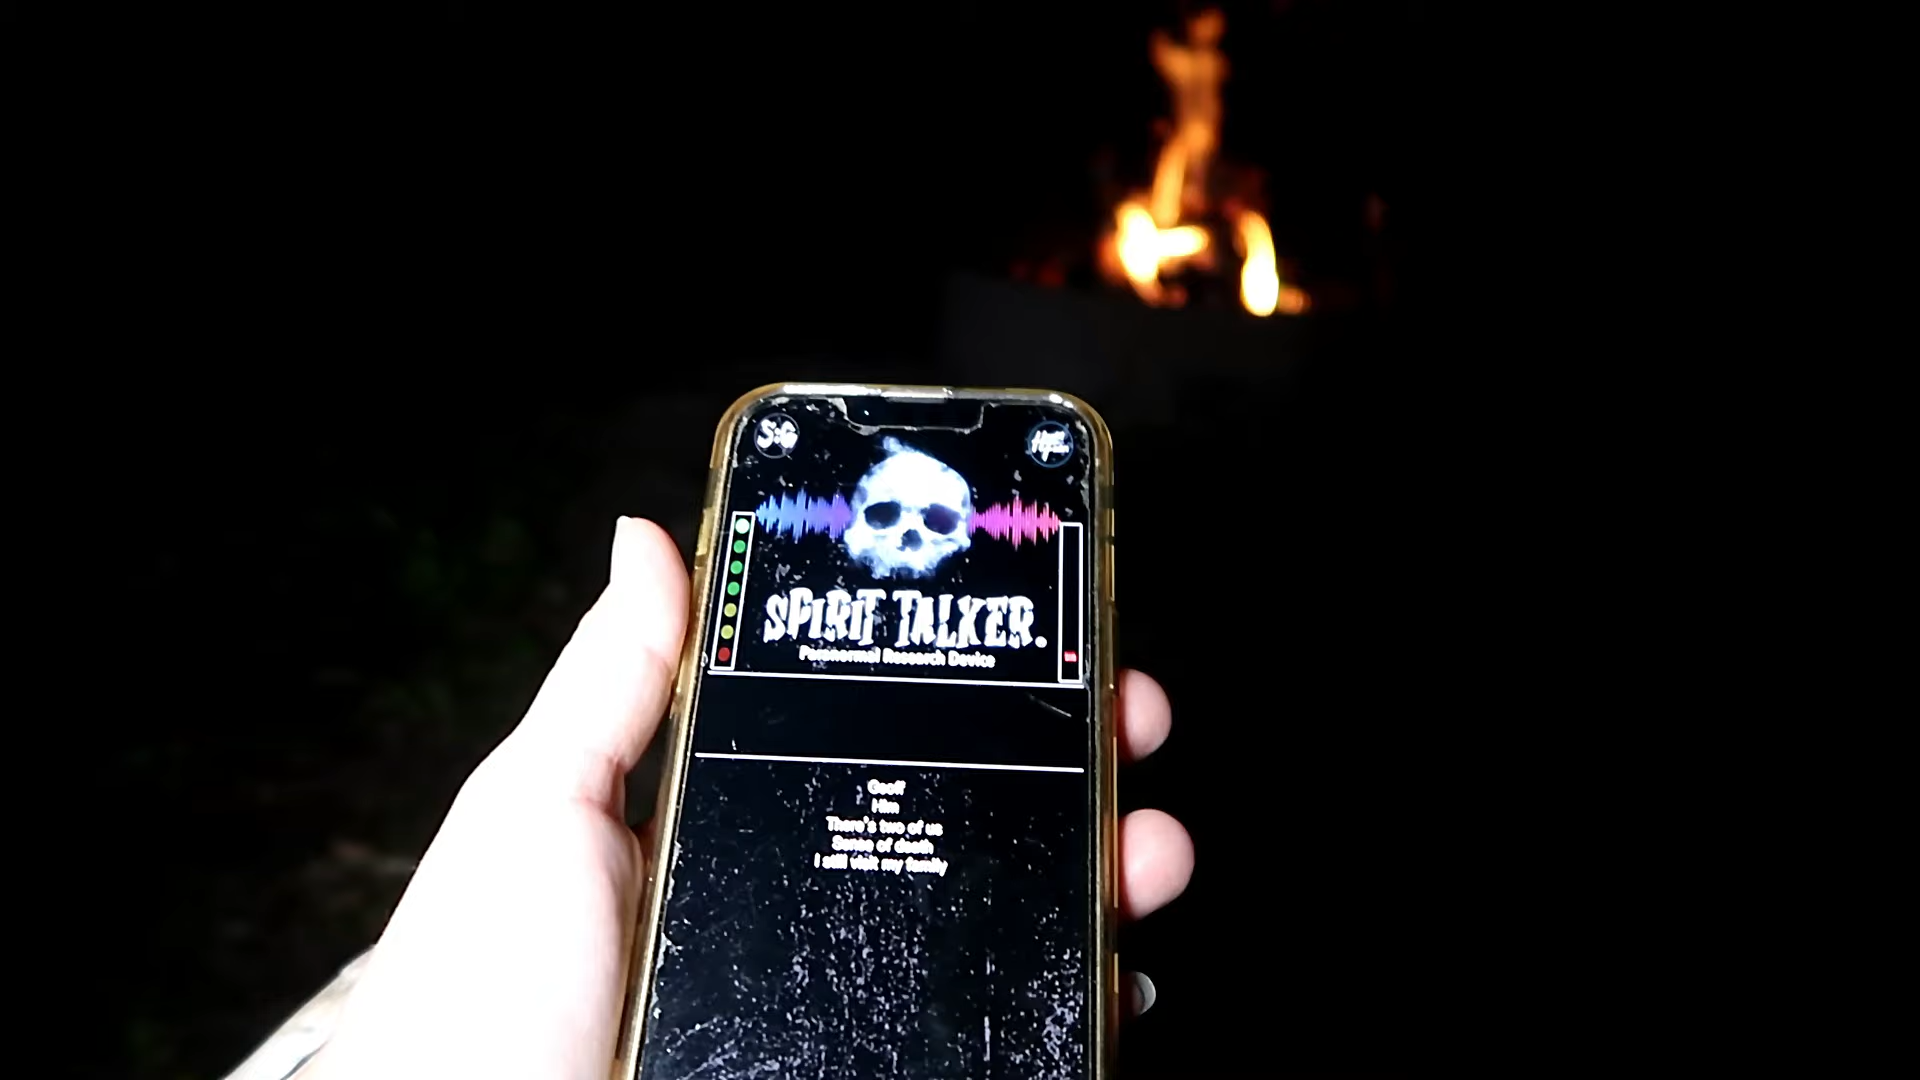 S:G
SPIRIT TALKER.
Paranormal Research Device
Geoff
Him
There's two of us
Sense of death
I still visit my family